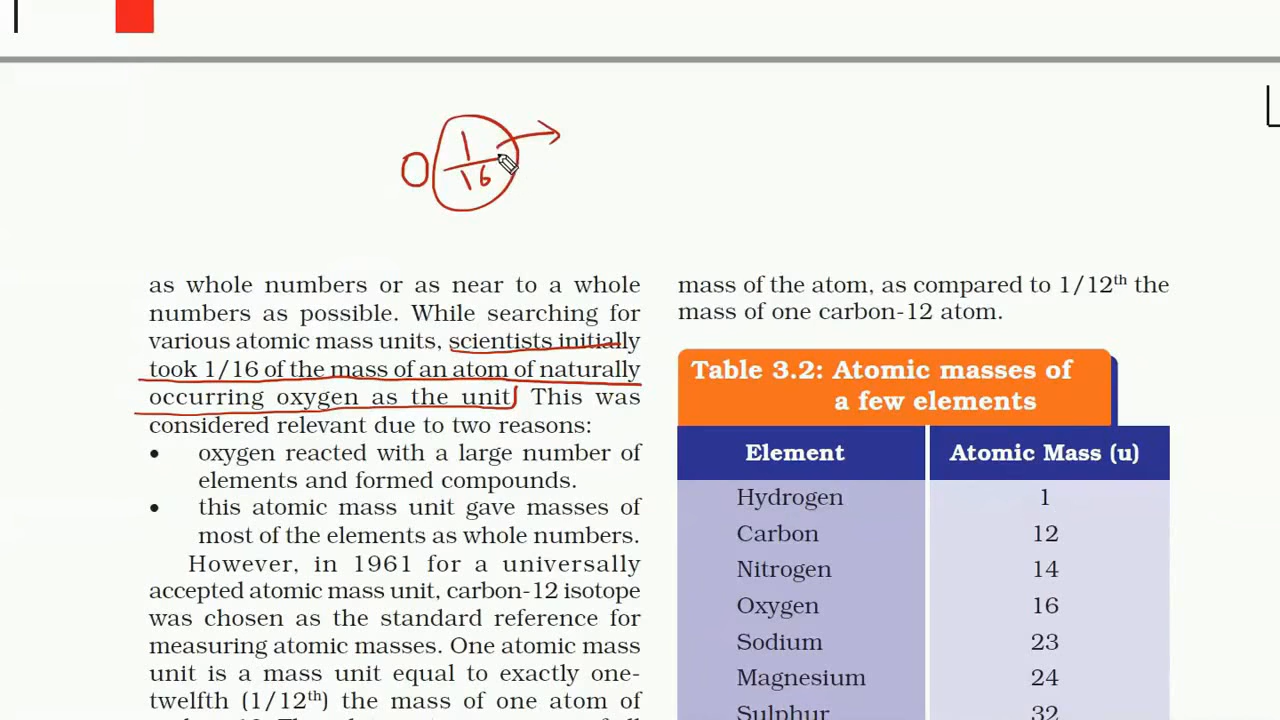 O 1/16
as whole numbers or as near to a whole
numbers as possible. While searching for
various atomic mass units, scientists initially
took 1/16 of the mass of an atom of naturally
occurring oxygen as the unit. This was
considered relevant due to two reasons:
• oxygen reacted with a large number of
elements and formed compounds.
• this atomic mass unit gave masses of
most of the elements as whole numbers.
However, in 1961 for a universally
accepted atomic mass unit, carbon-12 isotope
was chosen as the standard reference for
measuring atomic masses. One atomic mass
unit is a mass unit equal to exactly one-
twelfth (1/12th) the mass of one atom of
mass of the atom, as compared to 1/12th the
mass of one carbon-12 atom.
Table 3.2: Atomic masses of
a few elements
Element Atomic Mass (u)
Hydrogen 1
Carbon 12
Nitrogen 14
Oxygen 16
Sodium 23
Magnesium 24
Sulphur 32